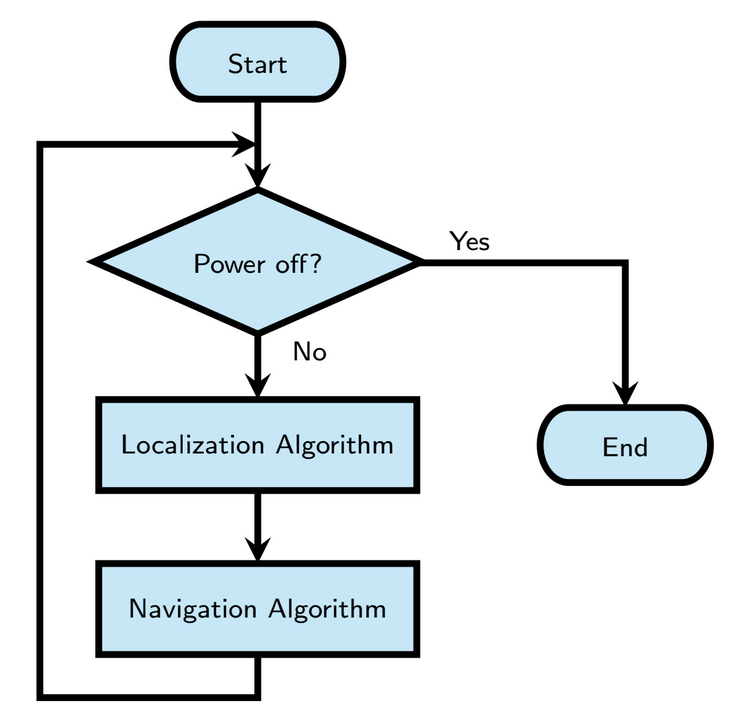 Start
Power off?
Yes
No
Localization Algorithm
End
Navigation Algorithm